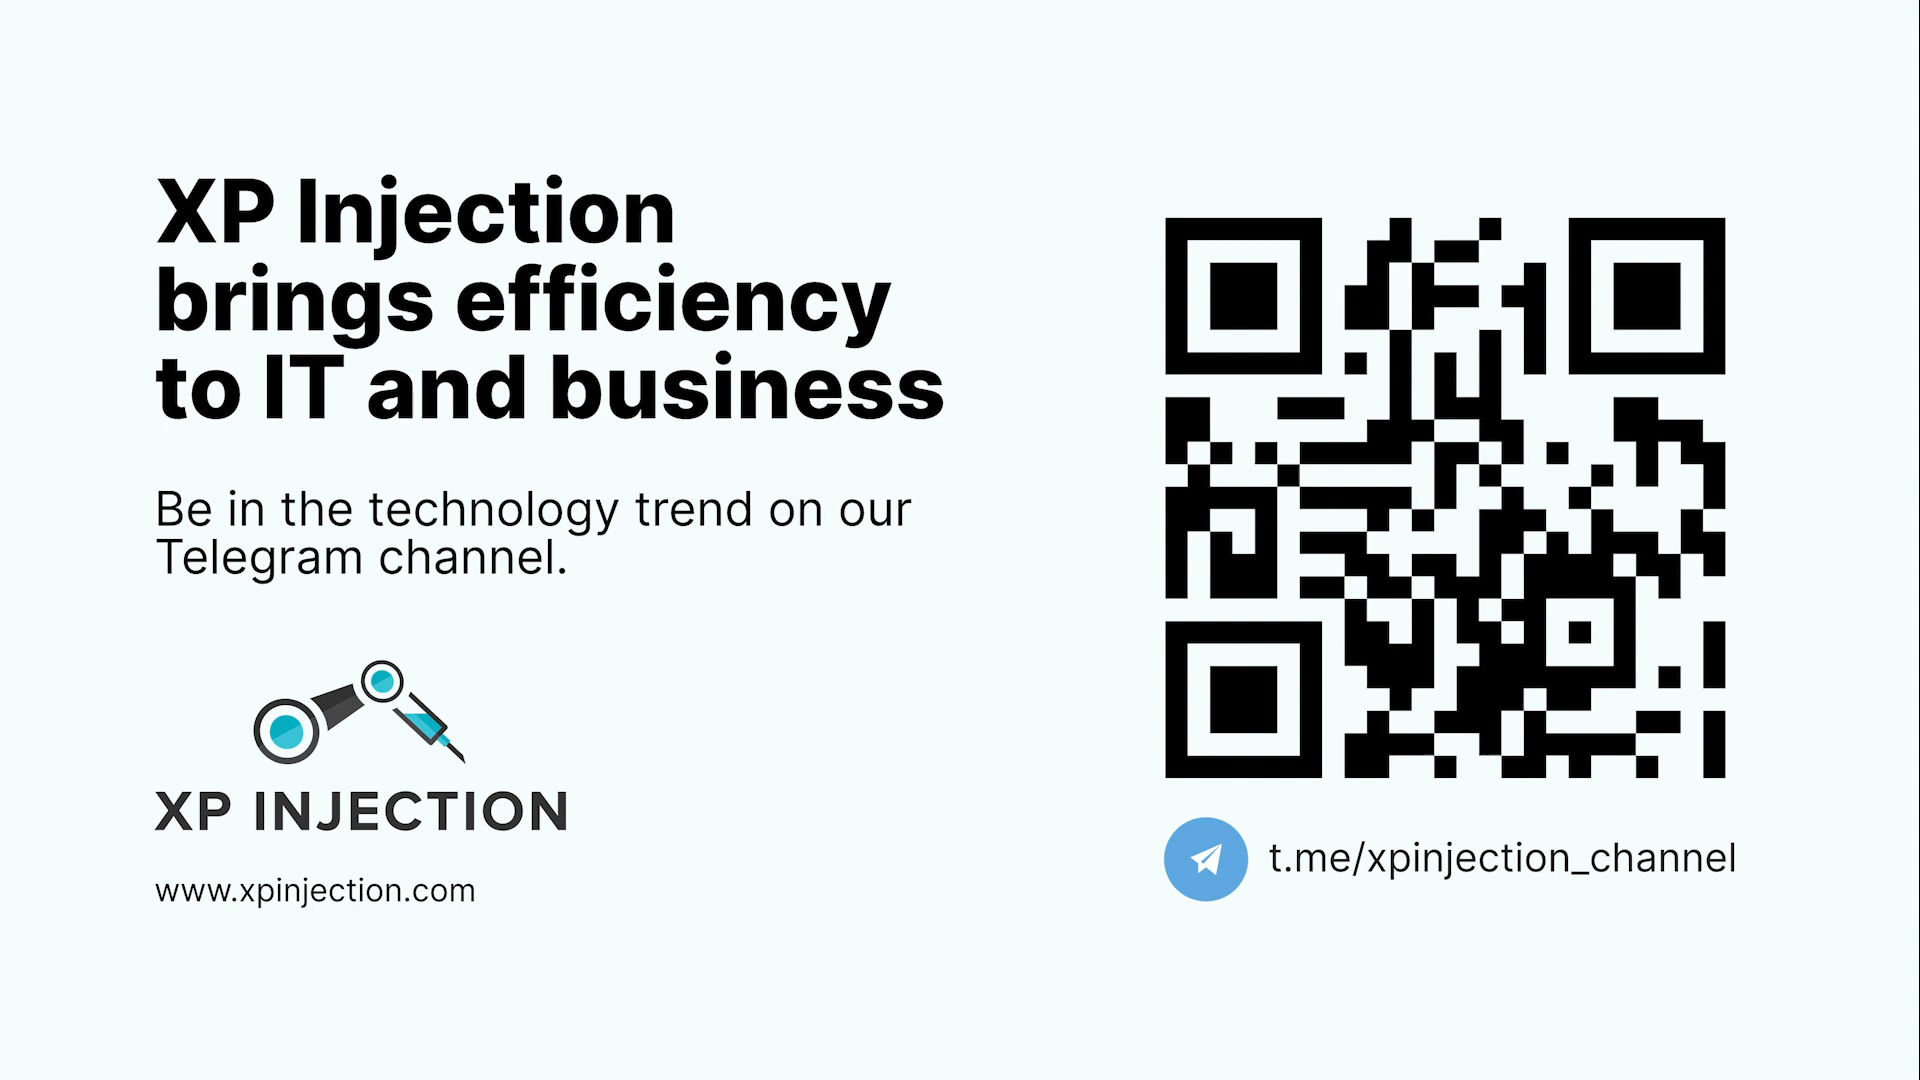 XP Injection
brings efficiency
to IT and business
Be in the technology trend on our
Telegram channel.
XP INJECTION
www.xpinjection.com
t.me/xpinjection_channel